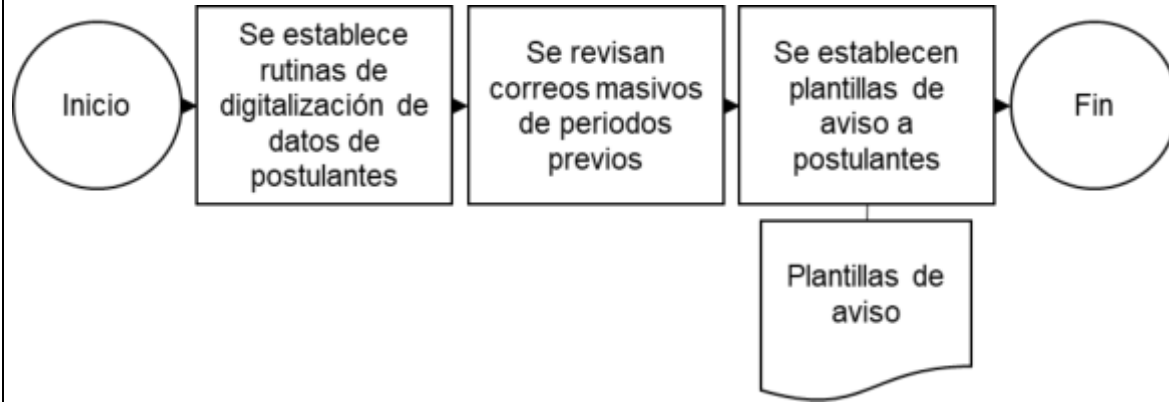 Inicio
Se establece
rutinas de
digitalización de
datos de
postulantes
Se revisan
correos masivos
de periodos
previos
Se establecen
plantillas de
aviso a
postulantes
Fin
Plantillas de
aviso